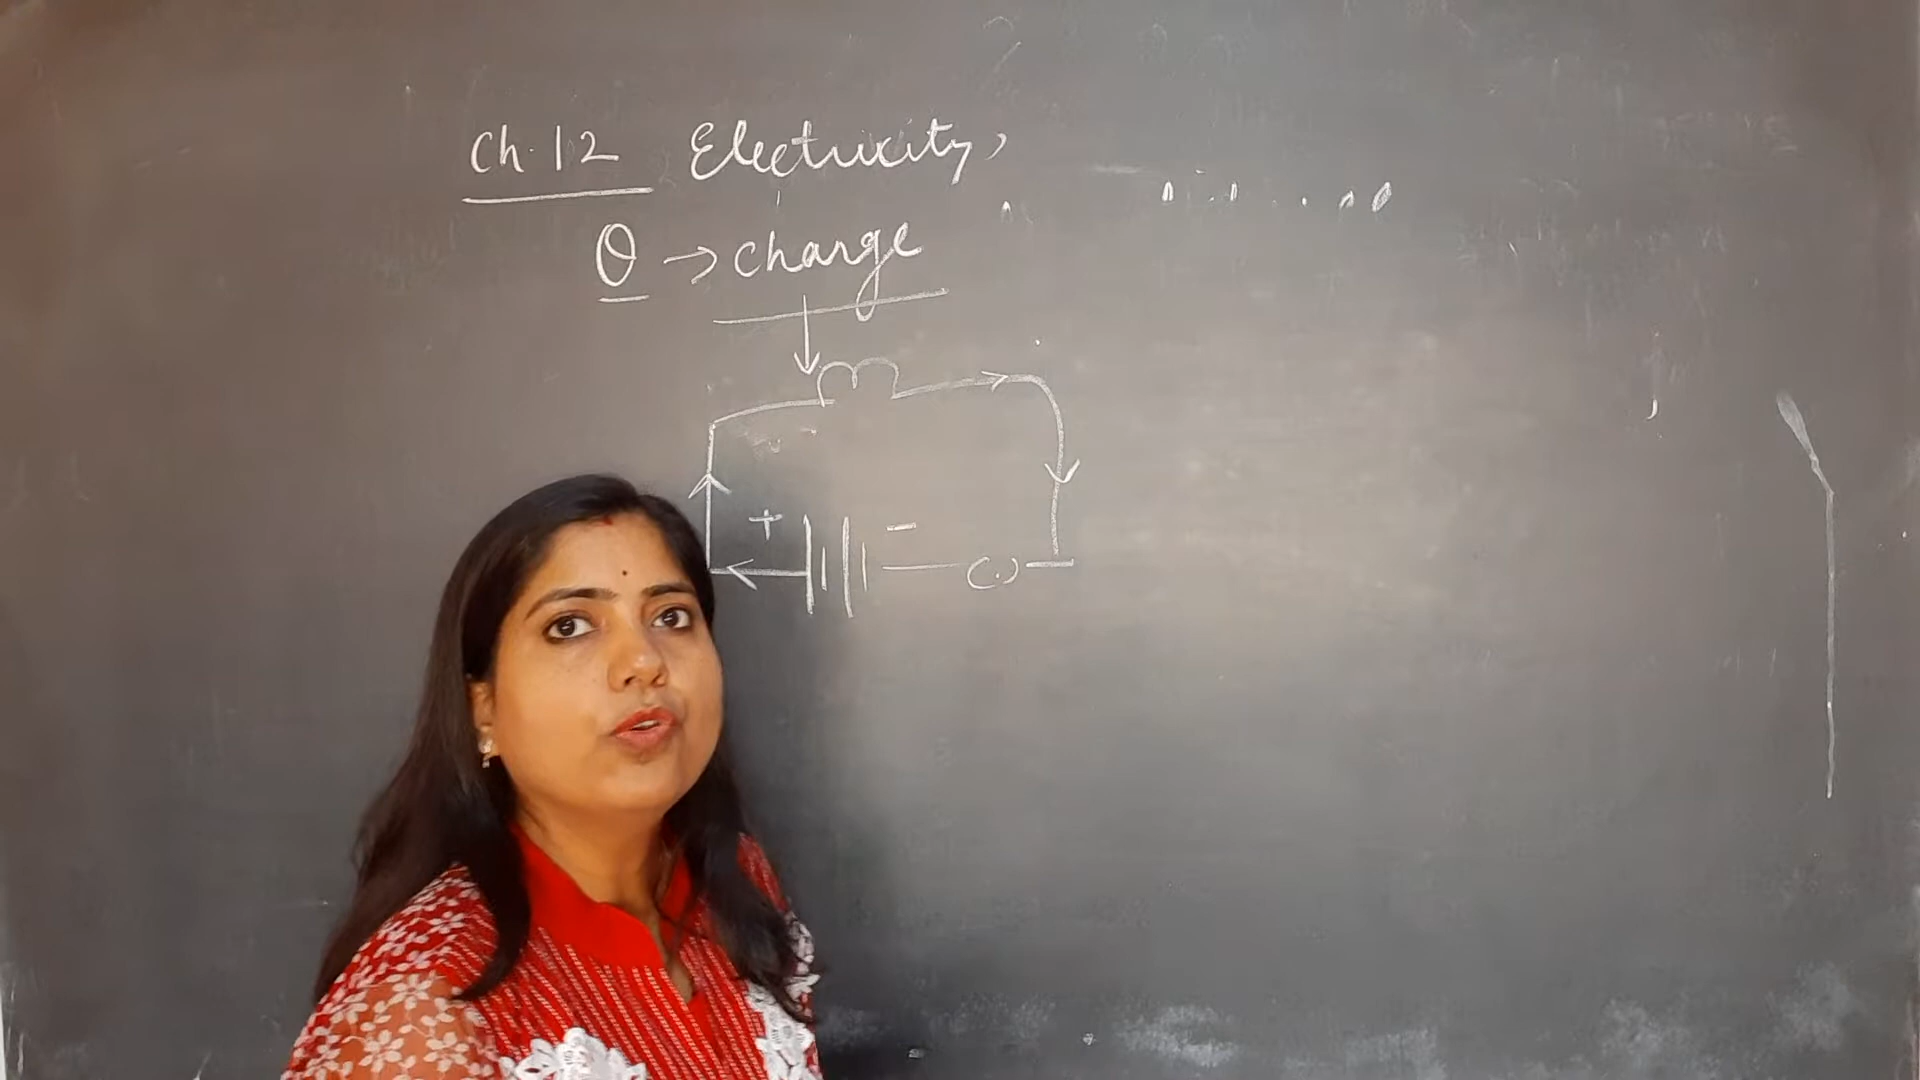 Ch. 12 Electricity,
Q → charge
+ -
(.)